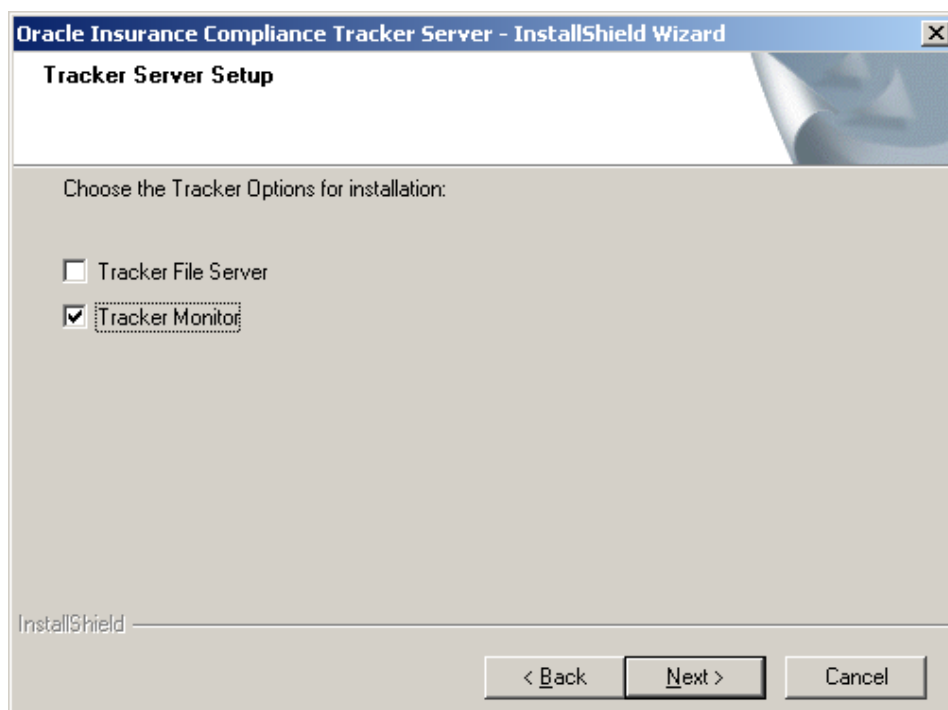 Oracle Insurance Compliance Tracker Server - InstallShield Wizard
Tracker Server Setup
Choose the Tracker Options for installation:
Tracker File Server
Tracker Monitor
InstallShield
< Back
Next >
Cancel